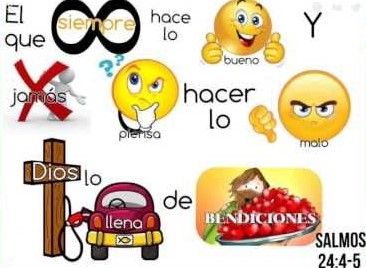 El que siempre hace lo bueno Y
jamás piensa hacer lo malo
Dios lo llena de BENDICIONES
SALMOS
24:4-5